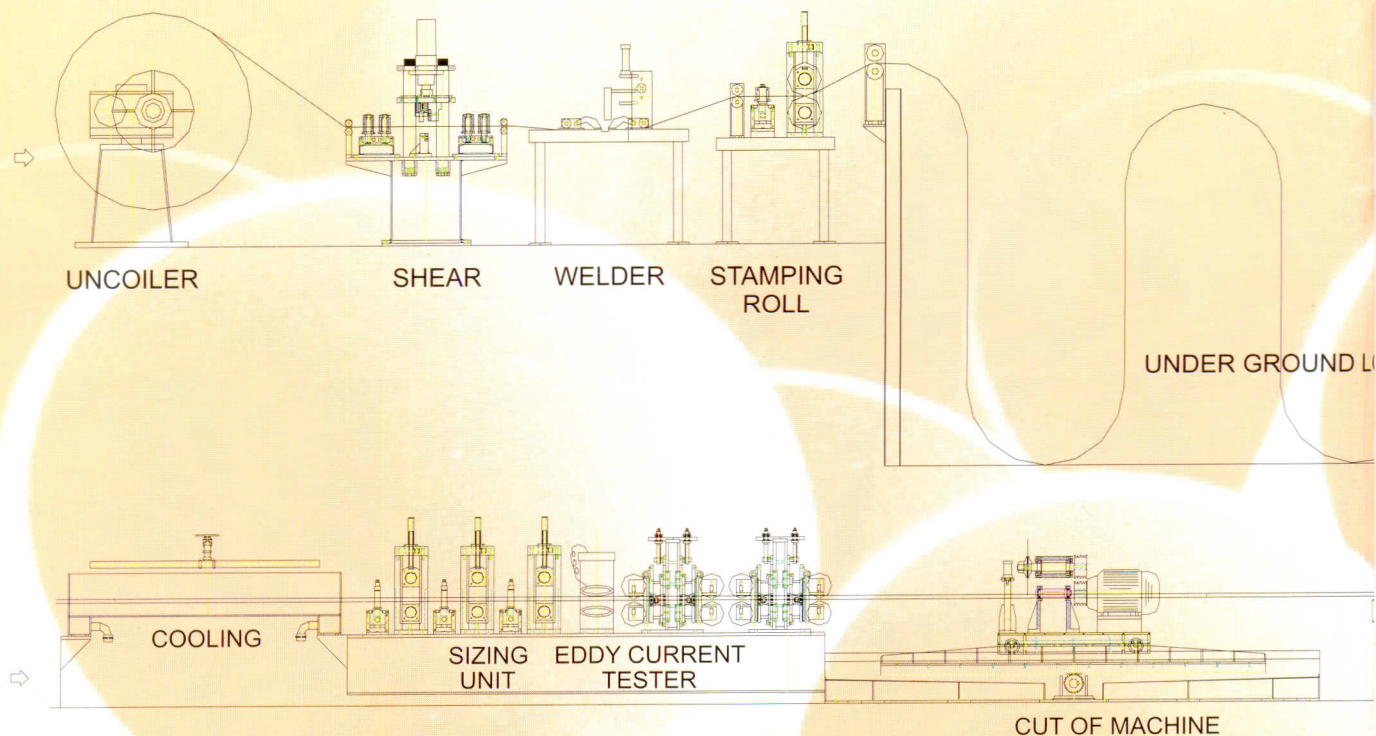 UNCOILER
SHEAR
WELDER
STAMPING
ROLL
UNDER GROUND
COOLING
SIZING
UNIT
EDDY CURRENT
TESTER
CUT OF MACHINE